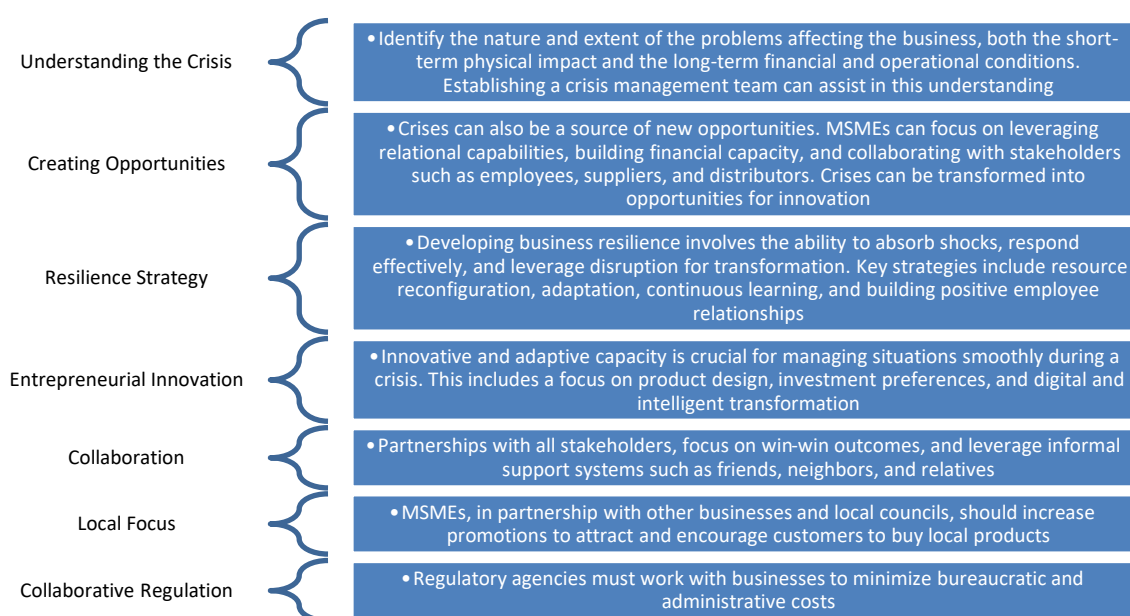 Understanding the Crisis
•Identify the nature and extent of the problems affecting the business, both the short-
term physical impact and the long-term financial and operational conditions.
Establishing a crisis management team can assist in this understanding
Creating Opportunities
•Crises can also be a source of new opportunities. MSMEs can focus on leveraging
relational capabilities, building financial capacity, and collaborating with stakeholders
such as employees, suppliers, and distributors. Crises can be transformed into
opportunities for innovation
Resilience Strategy
•Developing business resilience involves the ability to absorb shocks, respond
effectively, and leverage disruption for transformation. Key strategies include resource
reconfiguration, adaptation, continuous learning, and building positive employee
relationships
Entrepreneurial Innovation
•Innovative and adaptive capacity is crucial for managing situations smoothly during a
crisis. This includes a focus on product design, investment preferences, and digital and
intelligent transformation
Collaboration
•Partnerships with all stakeholders, focus on win-win outcomes, and leverage informal
support systems such as friends, neighbors, and relatives
Local Focus
•MSMEs, in partnership with other businesses and local councils, should increase
promotions to attract and encourage customers to buy local products
Collaborative Regulation
•Regulatory agencies must work with businesses to minimize bureaucratic and
administrative costs